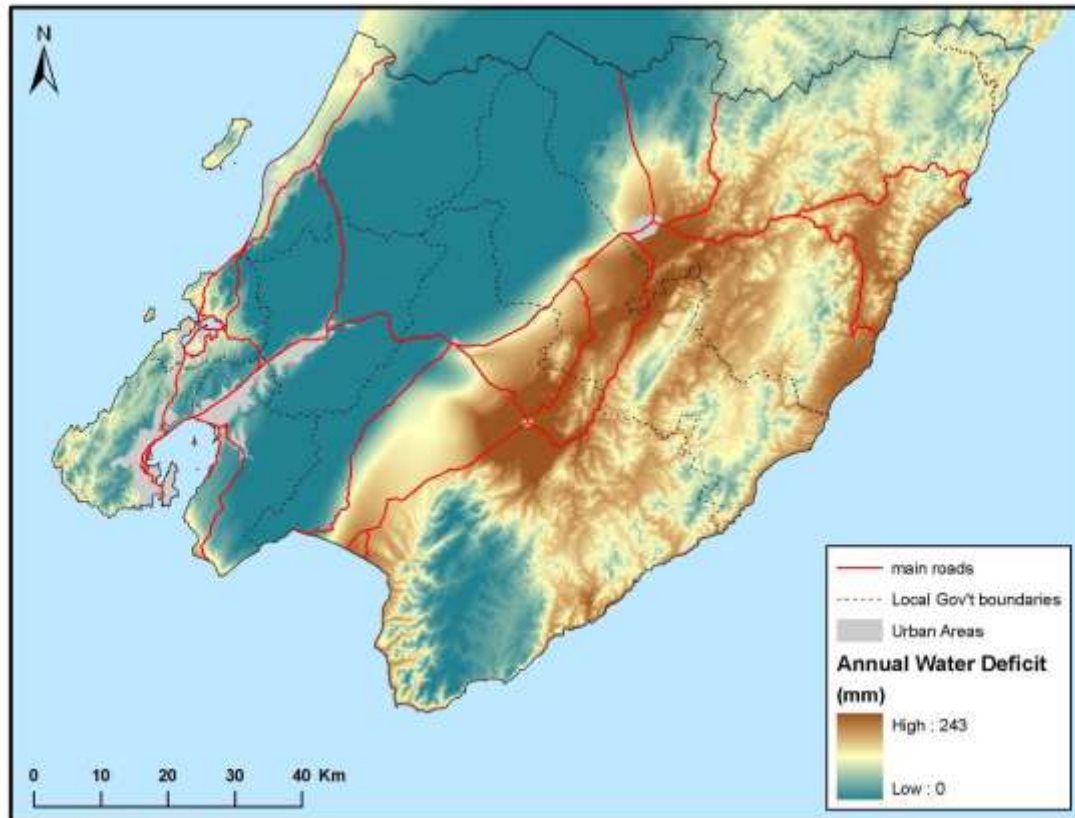 N
main roads
Local Gov't boundaries
Urban Areas
Annual Water Deficit
(mm)
High : 243
Low : 0
0 10 20 30 40 Km